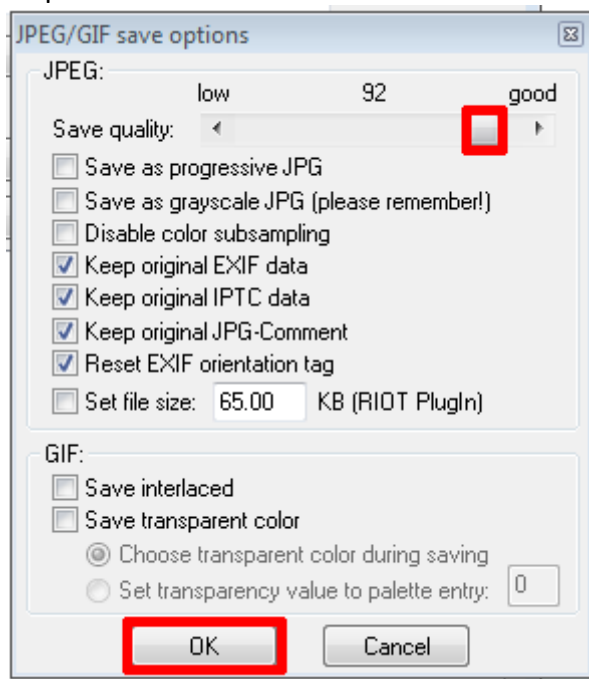 JPEG/GIF save options
JPEG:
low 92 good
Save quality:
Save as progressive JPG
Save as grayscale JPG (please remember!)
Disable color subsampling
Keep original EXIF data
Keep original IPTC data
Keep original JPG-Comment
Reset EXIF orientation tag
Set file size: 65.00 KB (RIOT PlugIn)
GIF:
Save interlaced
Save transparent color
Choose transparent color during saving
Set transparency value to palette entry: 0
OK Cancel